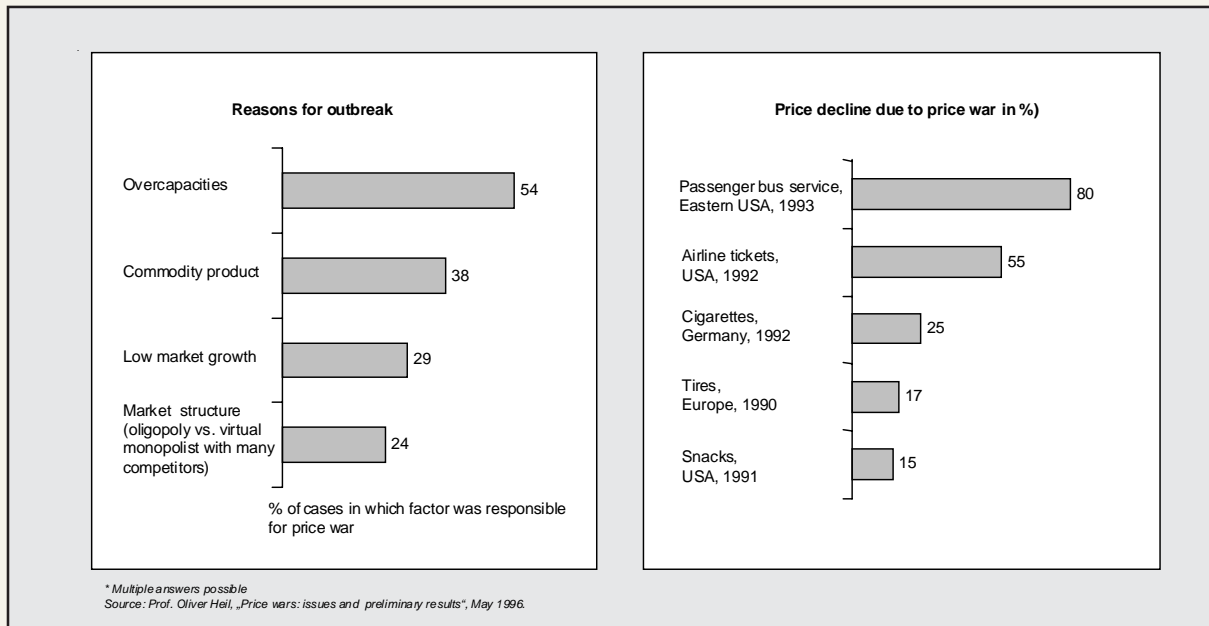 Reasons for outbreak
Overcapacities
54
Commodity product
38
Low market growth
29
Market structure
(oligopoly vs. virtual
monopolist with many
competitors)
24
% of cases in which factor was responsible
for price war
Price decline due to price war in %)
Passenger bus service,
Eastern USA, 1993
80
Airline tickets,
USA, 1992
55
Cigarettes,
Germany, 1992
25
Tires,
Europe, 1990
17
Snacks,
USA, 1991
15
* Multiple answers possible
Source: Prof. Oliver Heil, „Price wars: issues and preliminary results“, May 1996.